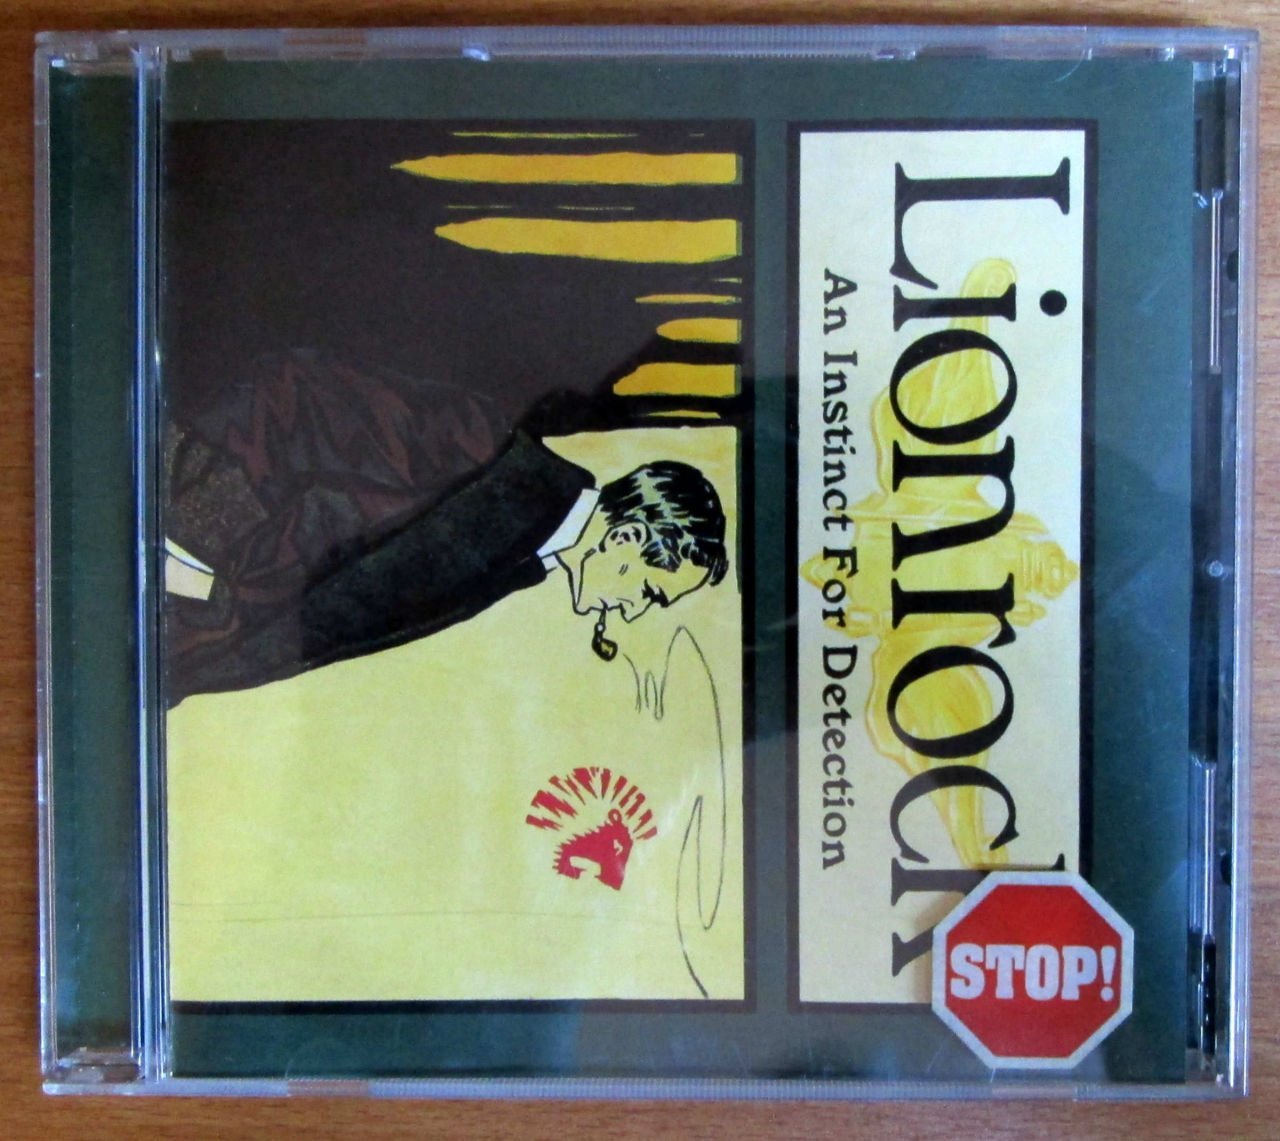 Lionrock
An Instinct For Detection
STOP!